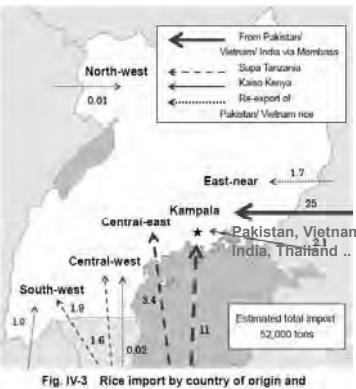 From Pakistan/
Vietnam/ India via Mombasa
Supa Tanzania
Kaiso Kenya
Re-export of
Pakistan/ Vietnam rice
North-west
0.01
1.7
East-near
Kampala
25
Central-east
Pakistan, Vietnam
India, Thailand ..
2.1
Central-west
South-west
3.4
1.9
1.0
1.6
0.02
11
Estimated total import
52,000 tons
Fig. IV-3 Rice import by country of origin and